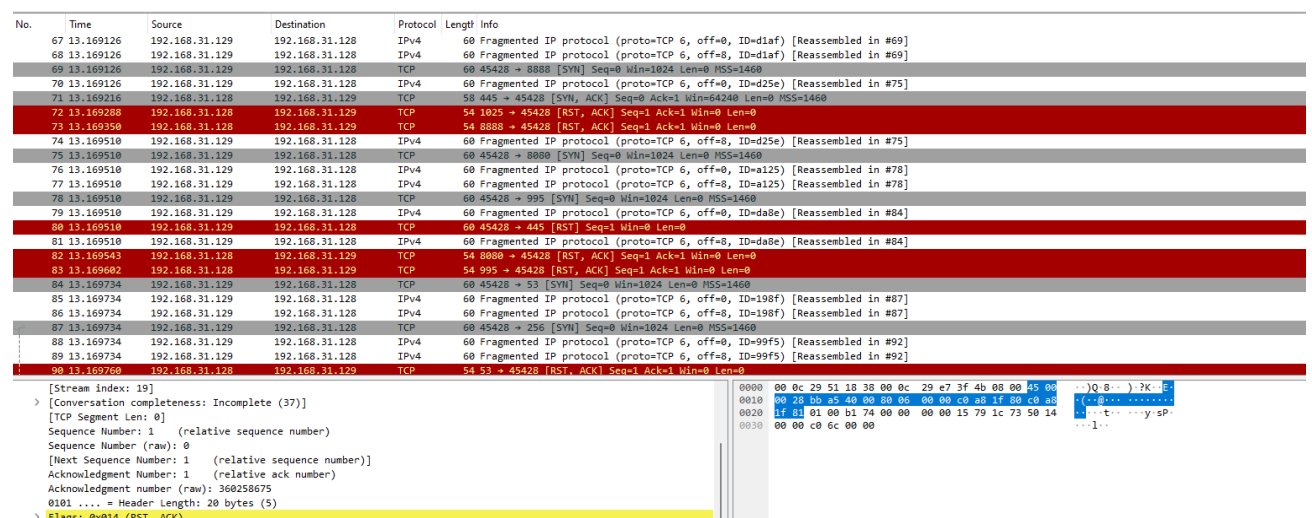 No. Time Source Destination Protocol Length Info
67 13.169126 192.168.31.129 192.168.31.128 IPv4 60 Fragmented IP protocol (proto=TCP 6, off=0, ID=d1af) [Reassembled in #69]
68 13.169126 192.168.31.129 192.168.31.128 IPv4 60 Fragmented IP protocol (proto=TCP 6, off=8, ID=d1af) [Reassembled in #69]
69 13.169126 192.168.31.129 192.168.31.128 TCP 60 45428 → 8888 [SYN] Seq=0 Win=1024 Len=0 MSS=1460
70 13.169126 192.168.31.129 192.168.31.128 IPv4 60 Fragmented IP protocol (proto=TCP 6, off=0, ID=d25e) [Reassembled in #75]
71 13.169216 192.168.31.128 192.168.31.129 TCP 58 445 → 45428 [SYN, ACK] Seq=0 Ack=1 Win=64240 Len=0 MSS=1460
72 13.169288 192.168.31.128 192.168.31.129 TCP 54 1025 → 45428 [RST, ACK] Seq=1 Ack=1 Win=0 Len=0
73 13.169350 192.168.31.128 192.168.31.129 TCP 54 8888 → 45428 [RST, ACK] Seq=1 Ack=1 Win=0 Len=0
74 13.169510 192.168.31.129 192.168.31.128 IPv4 60 Fragmented IP protocol (proto=TCP 6, off=8, ID=d25e) [Reassembled in #75]
75 13.169510 192.168.31.129 192.168.31.128 TCP 60 45428 → 8080 [SYN] Seq=0 Win=1024 Len=0 MSS=1460
76 13.169510 192.168.31.129 192.168.31.128 IPv4 60 Fragmented IP protocol (proto=TCP 6, off=0, ID=a125) [Reassembled in #78]
77 13.169510 192.168.31.129 192.168.31.128 IPv4 60 Fragmented IP protocol (proto=TCP 6, off=8, ID=a125) [Reassembled in #78]
78 13.169510 192.168.31.129 192.168.31.128 TCP 60 45428 → 995 [SYN] Seq=0 Win=1024 Len=0 MSS=1460
79 13.169510 192.168.31.129 192.168.31.128 IPv4 60 Fragmented IP protocol (proto=TCP 6, off=0, ID=da8e) [Reassembled in #84]
80 13.169510 192.168.31.129 192.168.31.128 TCP 60 45428 → 445 [RST] Seq=1 Win=0 Len=0
81 13.169510 192.168.31.129 192.168.31.128 IPv4 60 Fragmented IP protocol (proto=TCP 6, off=8, ID=da8e) [Reassembled in #84]
82 13.169543 192.168.31.128 192.168.31.129 TCP 54 8080 → 45428 [RST, ACK] Seq=1 Ack=1 Win=0 Len=0
83 13.169602 192.168.31.128 192.168.31.129 TCP 54 995 → 45428 [RST, ACK] Seq=1 Ack=1 Win=0 Len=0
84 13.169734 192.168.31.129 192.168.31.128 TCP 60 45428 → 53 [SYN] Seq=0 Win=1024 Len=0 MSS=1460
85 13.169734 192.168.31.129 192.168.31.128 IPv4 60 Fragmented IP protocol (proto=TCP 6, off=0, ID=198f) [Reassembled in #87]
86 13.169734 192.168.31.129 192.168.31.128 IPv4 60 Fragmented IP protocol (proto=TCP 6, off=8, ID=198f) [Reassembled in #87]
87 13.169734 192.168.31.129 192.168.31.128 TCP 60 45428 → 256 [SYN] Seq=0 Win=1024 Len=0 MSS=1460
88 13.169734 192.168.31.129 192.168.31.128 IPv4 60 Fragmented IP protocol (proto=TCP 6, off=0, ID=99f5) [Reassembled in #92]
89 13.169734 192.168.31.129 192.168.31.128 IPv4 60 Fragmented IP protocol (proto=TCP 6, off=8, ID=99f5) [Reassembled in #92]
90 13.169760 192.168.31.128 192.168.31.129 TCP 54 53 → 45428 [RST, ACK] Seq=1 Ack=1 Win=0 Len=0
[Stream index: 19]
> [Conversation completeness: Incomplete (37)]
[TCP Segment Len: 0]
Sequence Number: 1 (relative sequence number)
Sequence Number (raw): 0
[Next Sequence Number: 1 (relative sequence number)]
Acknowledgment Number: 1 (relative ack number)
Acknowledgment number (raw): 360258675
0101 .... = Header Length: 20 bytes (5)
> Flags: 0x014 (RST, ACK)
0000 00 0c 29 51 18 38 00 0c 29 e7 3f 4b 08 00 45 00 ··)Q·8·· )·?K··E·
0010 00 28 bb a5 40 00 80 06 00 00 c0 a8 1f 80 c0 a8 ·(··@··· ········
0020 1f 81 01 00 b1 74 00 00 00 00 15 79 1c 73 50 14 ·····t·· ···y·sP·
0030 00 00 c0 6c 00 00 ···l··